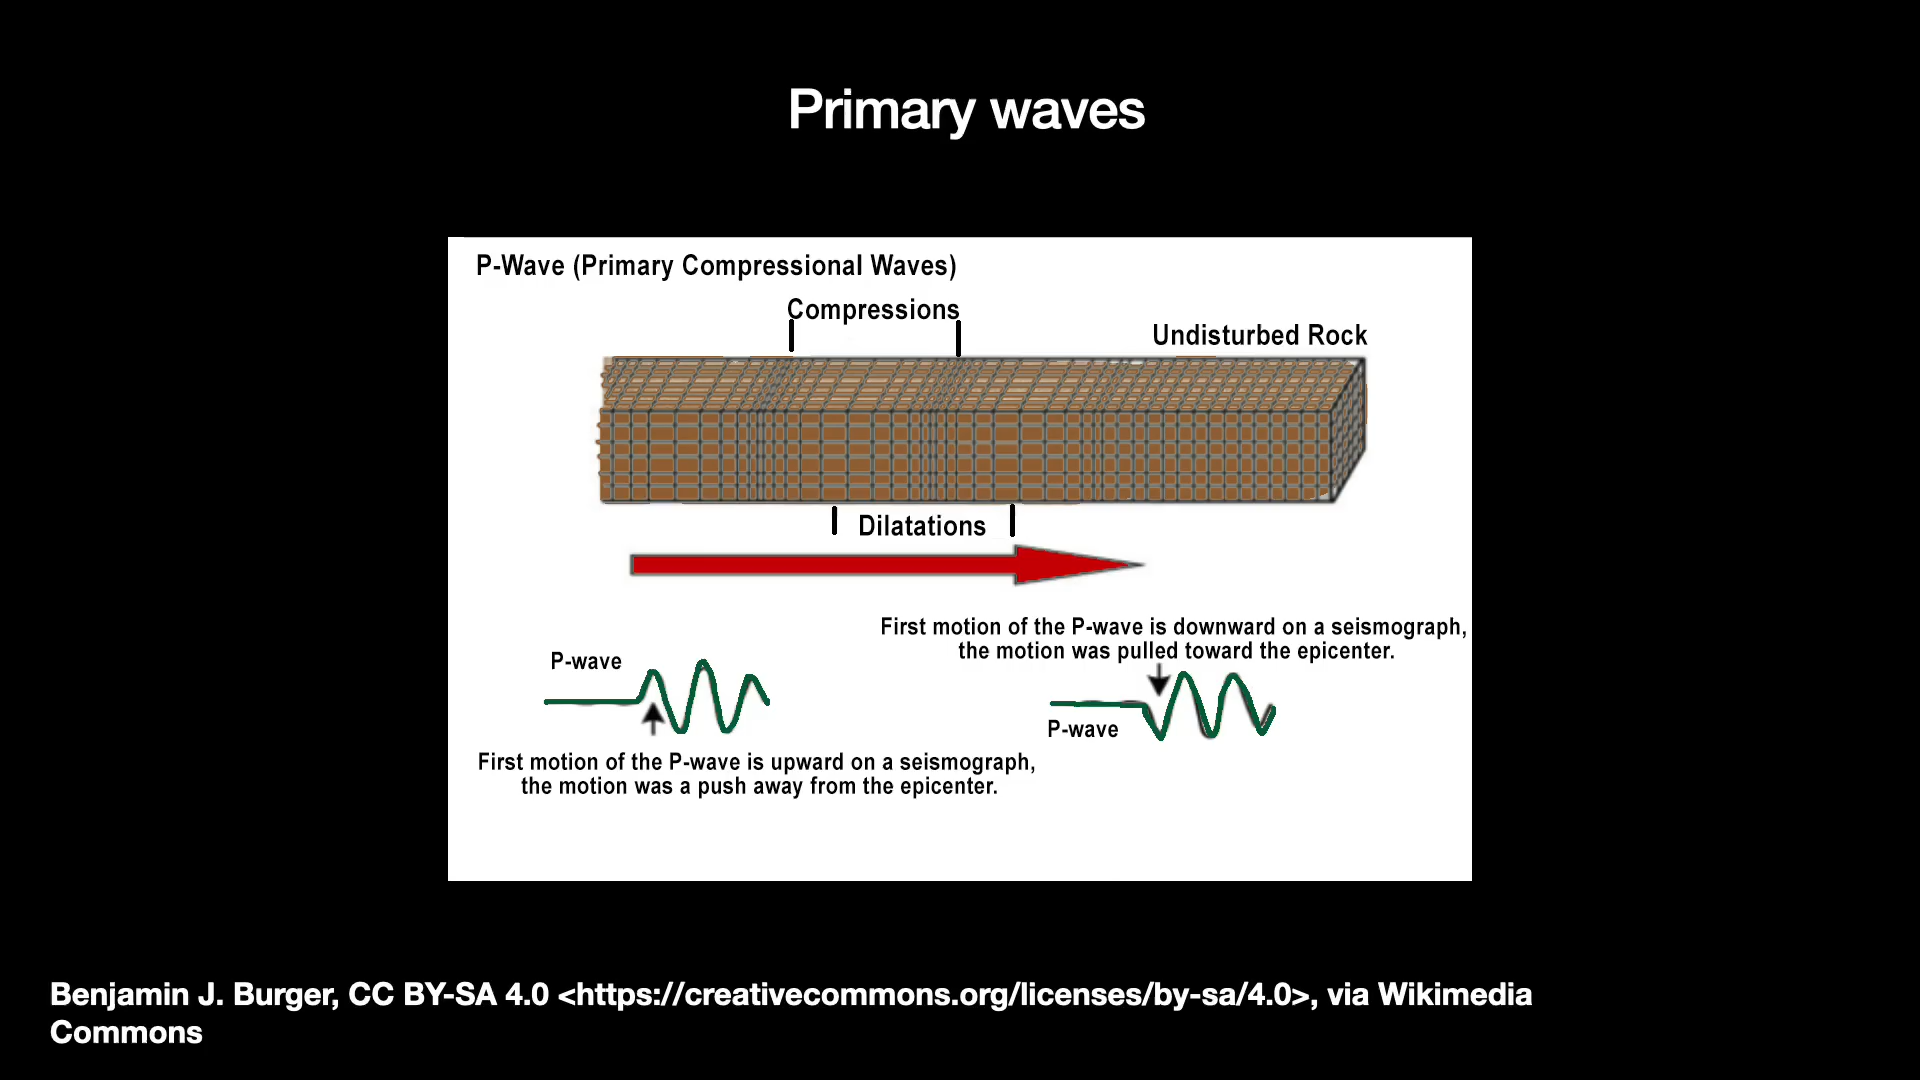 Primary waves
P-Wave (Primary Compressional Waves)
Compressions
Undisturbed Rock
Dilatations
First motion of the P-wave is downward on a seismograph,
the motion was pulled toward the epicenter.
P-wave
P-wave
First motion of the P-wave is upward on a seismograph,
the motion was a push away from the epicenter.
Benjamin J. Burger, CC BY-SA 4.0 <https://creativecommons.org/licenses/by-sa/4.0>, via Wikimedia
Commons